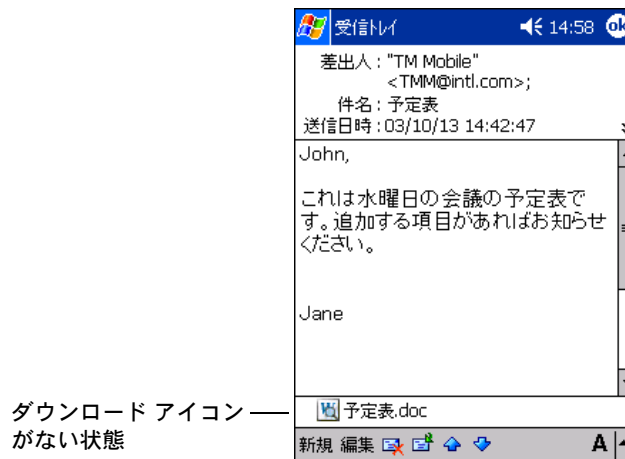 受信トレイ 14:58 ok
差出人 : "TM Mobile"
<TMM@intl.com>;
件名 : 予定表
送信日時 : 03/10/13 14:42:47
John,
これは水曜日の会議の予定表で
す。追加する項目があればお知らせ
ください。
Jane
予定表.doc
新規 編集 A
ダウンロード アイコン
がない状態